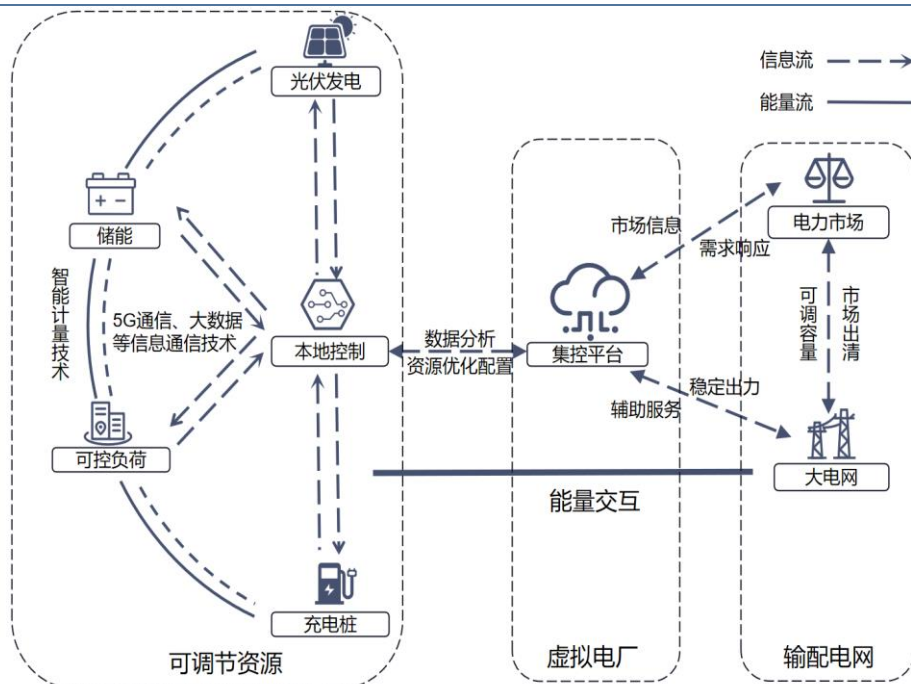 光伏发电
信息流
能量流
储能
电力市场
市场信息
需求响应
智能计量技术
5G通信、大数据
等信息通信技术
本地控制
数据分析
资源优化配置
集控平台
可调容量
市场出清
稳定出力
辅助服务
可控负荷
大电网
能量交互
充电桩
可调节资源
虚拟电厂
输配电网